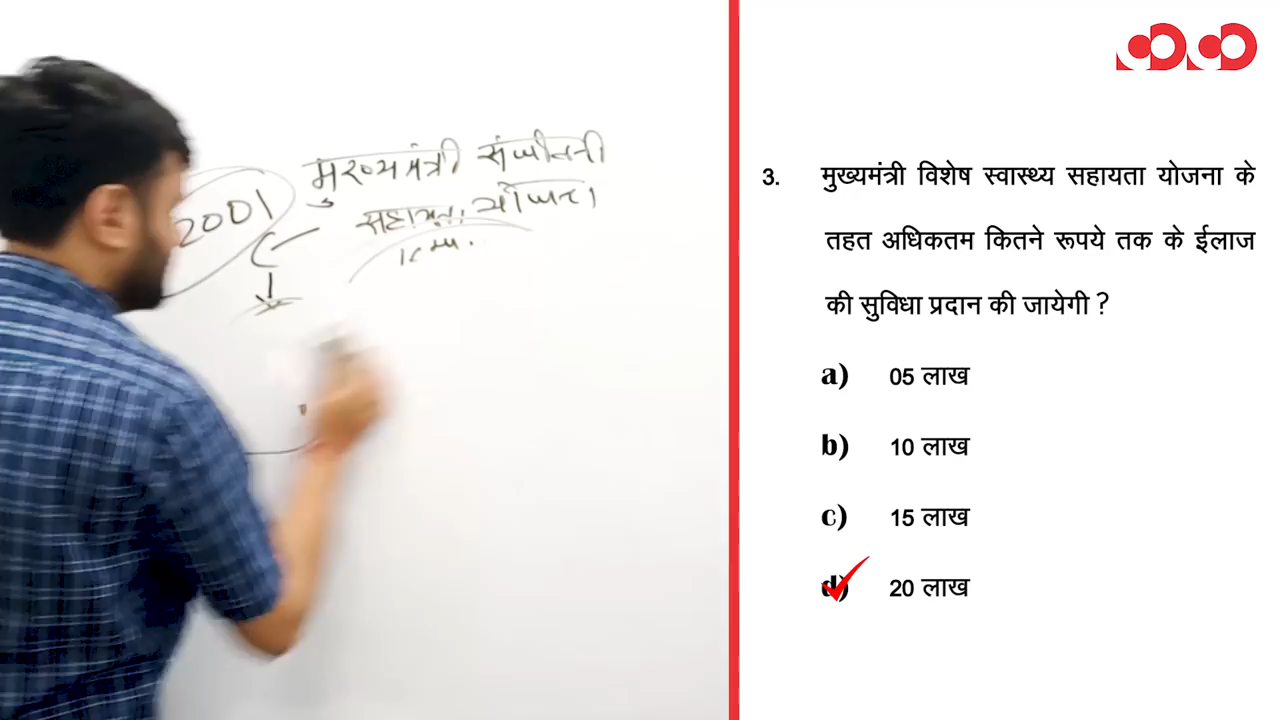 2001
मुख्यमंत्री संजीवनी
सहायता योजना
3. मुख्यमंत्री विशेष स्वास्थ्य सहायता योजना के
तहत अधिकतम कितने रूपये तक के ईलाज
की सुविधा प्रदान की जायेगी ?
a) 05 लाख
b) 10 लाख
c) 15 लाख
d) 20 लाख